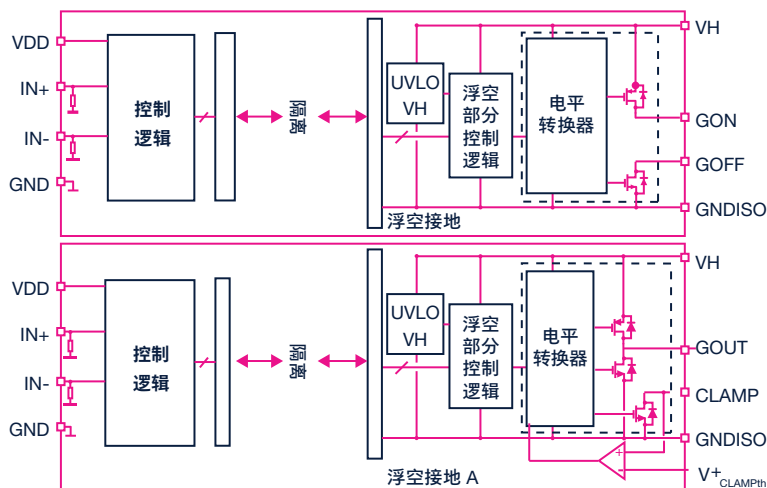 VDD
IN+
IN-
GND
控制
逻辑
隔离
UVLO
VH
浮空
部分
控制
逻辑
电平
转换器
VH
GON
GOFF
GNDISO
浮空接地
VDD
IN+
IN-
GND
控制
逻辑
隔离
UVLO
VH
浮空
部分
控制
逻辑
电平
转换器
VH
GOUT
CLAMP
GNDISO
+
-
V+CLAMPth
浮空接地 A